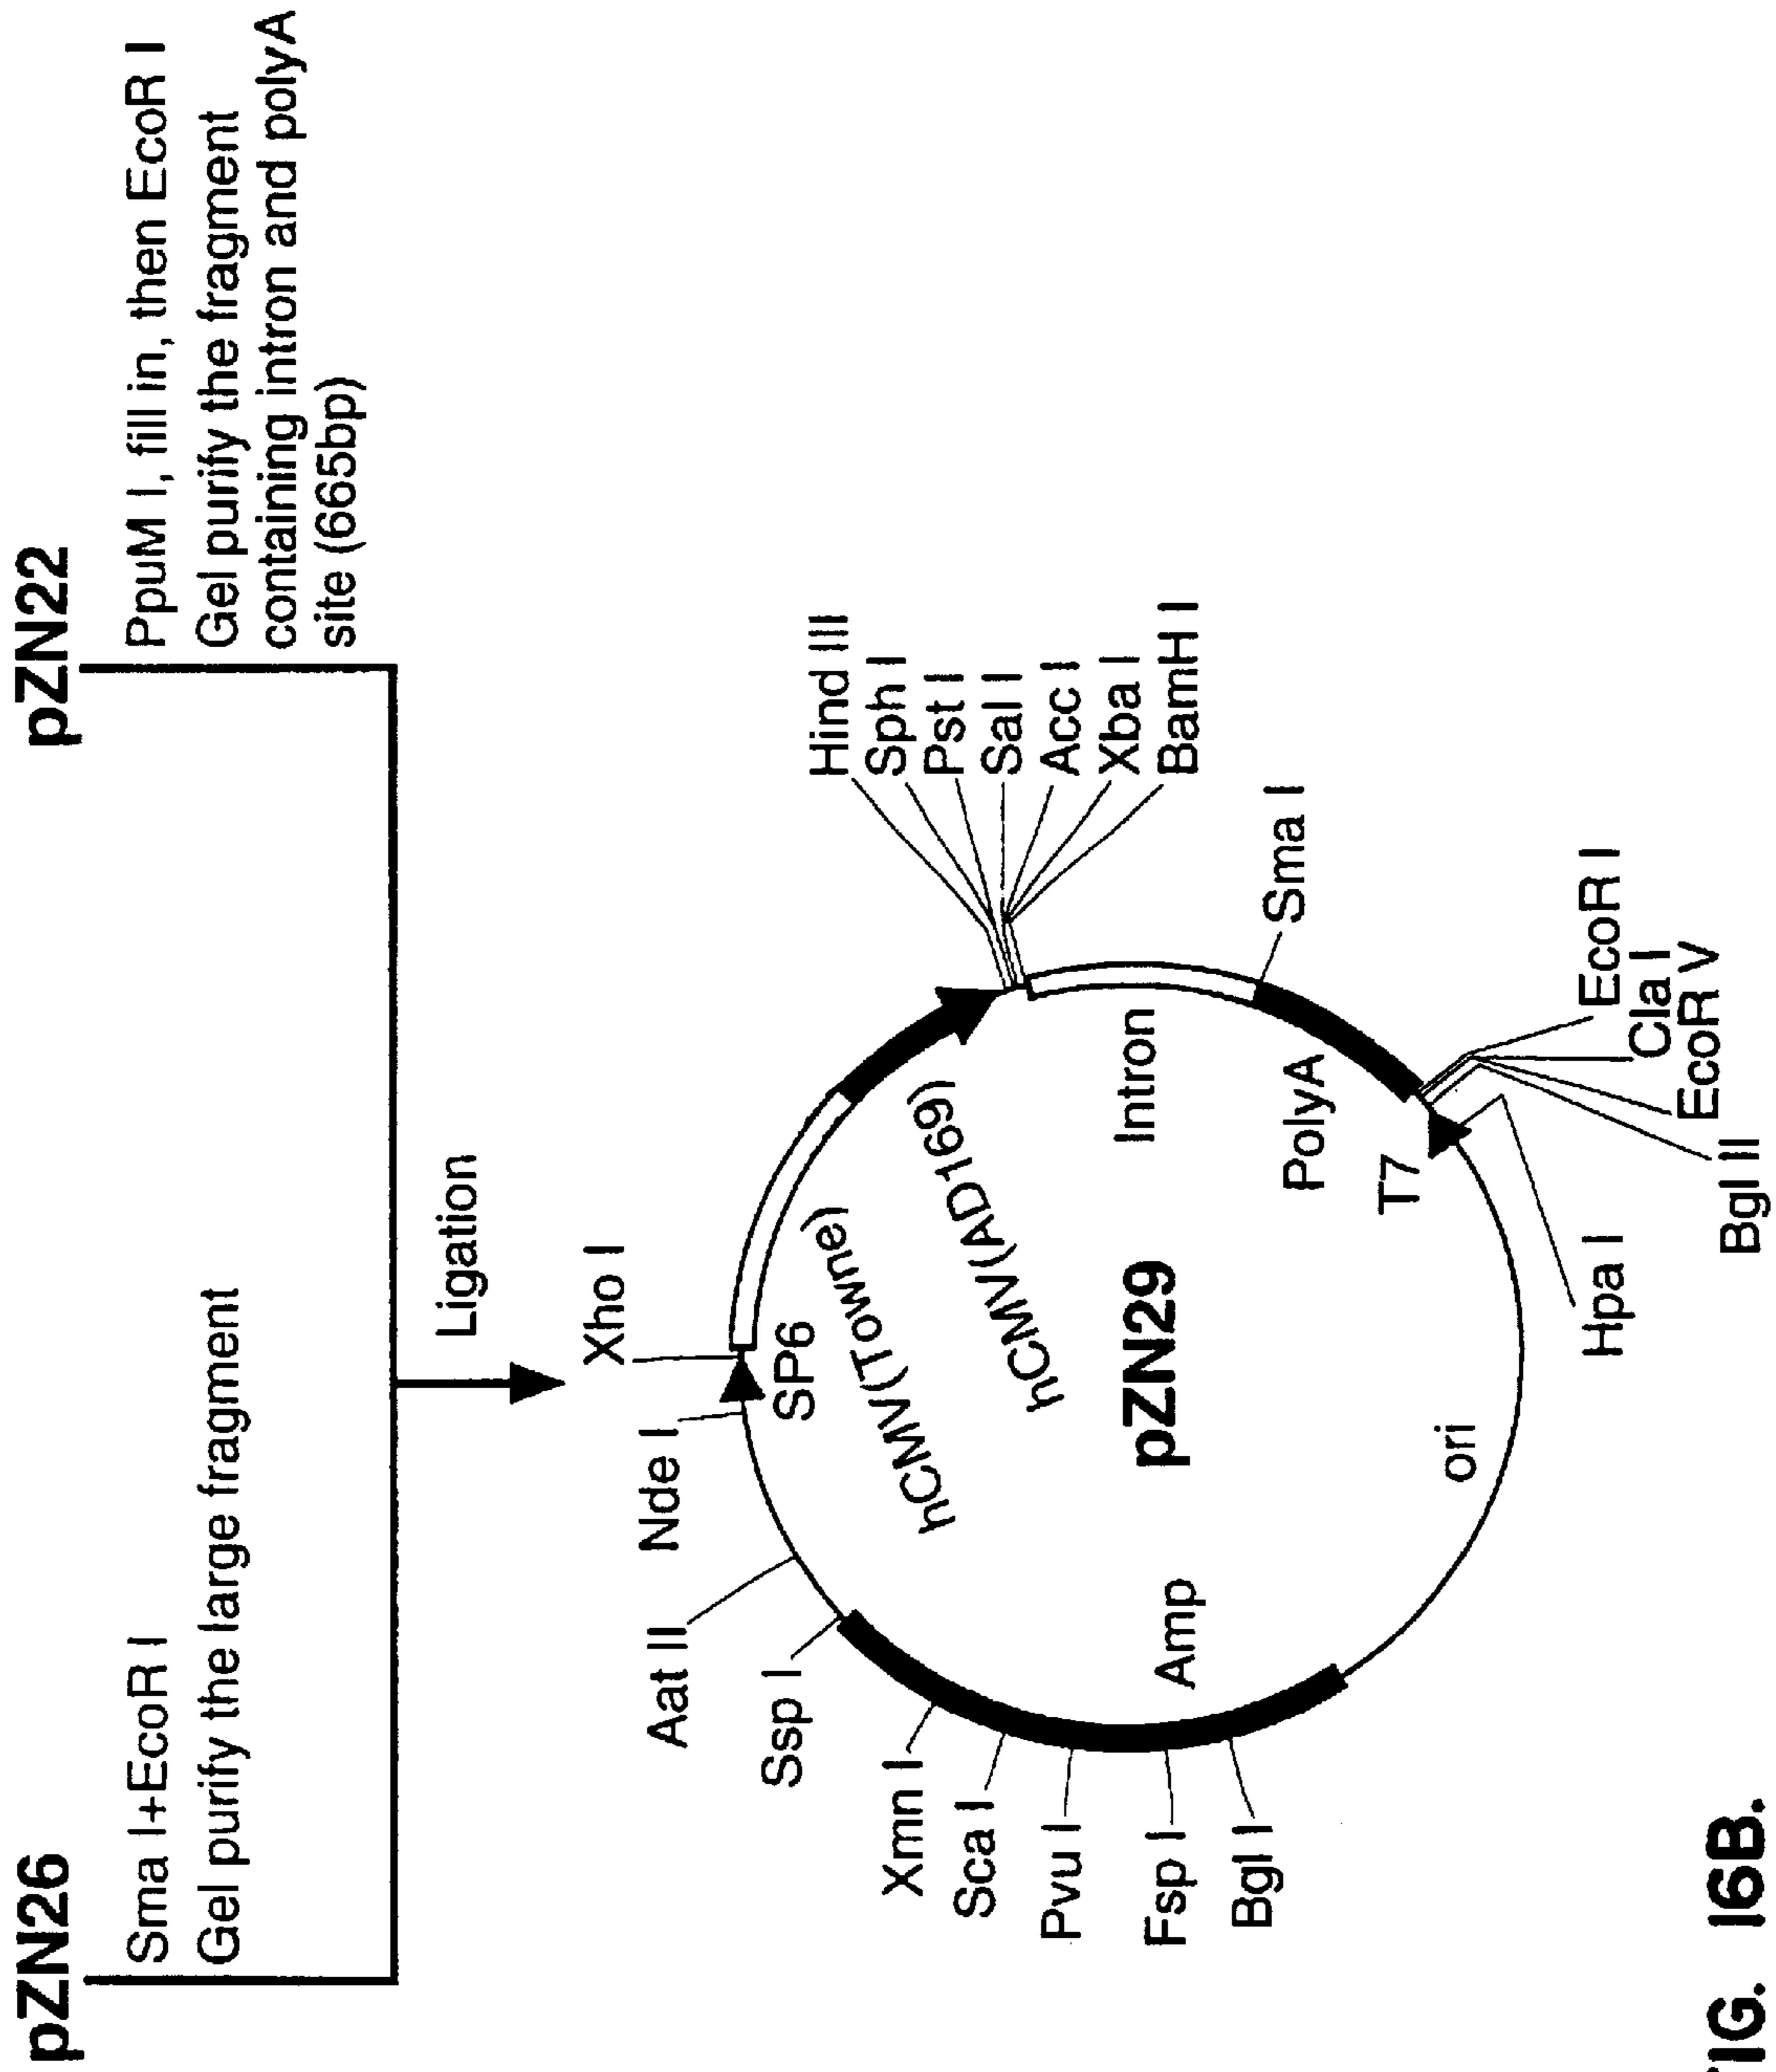 pZN26
Sma I+EcoR I
Gel purify the large fragment
pZN22
PpuM I, fill in, then EcoR I
Gel purify the fragment
containing intron and polyA
site (665bp)
Ligation
Xho I
Nde I
Aat II
Ssp I
Xmn I
Sca I
Pvu I
Fsp I
Bgl I
SP6
hCMV(Towne)
hCMV(AD169)
Hind III
Sph I
Pst I
Sal I
Acc I
Xba I
BamH I
Intron
Sma I
PolyA
T7
EcoR I
Cla I
EcoR V
Bgl II
Hpa I
pZN29
Amp
ori
IG. 16B.